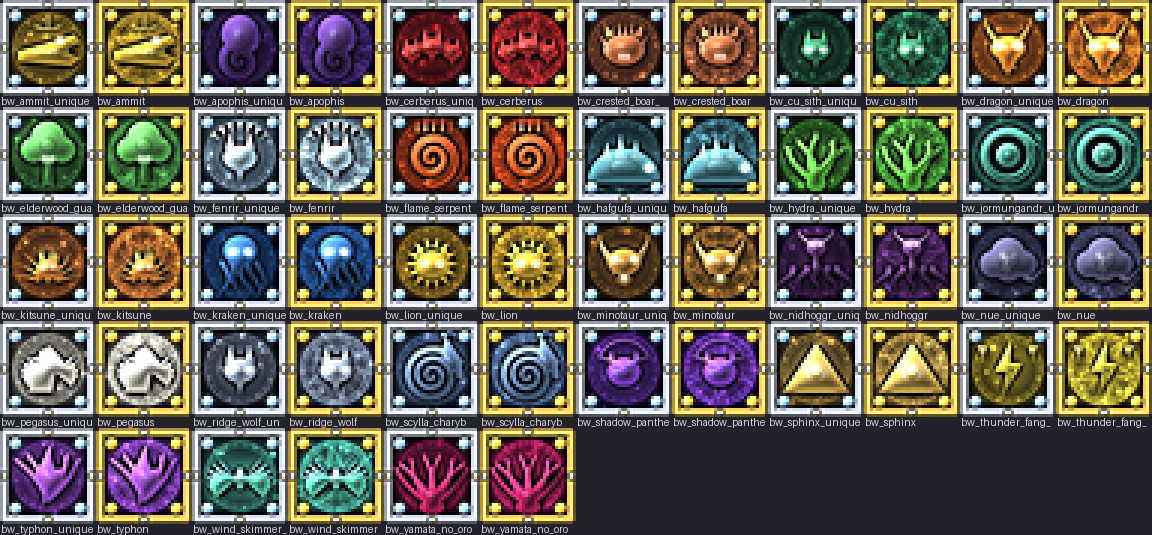 bw_ammit_unique bw_ammit bw_apophis_uniqu bw_apophis bw_cerberus_uniq bw_cerberus bw_crested_boar_ bw_crested_boar bw_cu_sith_uniqu bw_cu_sith bw_dragon_unique bw_dragon
bw_elderwood_gua bw_elderwood_gua bw_fenrir_unique bw_fenrir bw_flame_serpent bw_flame_serpent bw_hafgufa_uniqu bw_hafgufa bw_hydra_unique bw_hydra bw_jormungandr_u bw_jormungandr
bw_kitsune_uniqu bw_kitsune bw_kraken_unique bw_kraken bw_lion_unique bw_lion bw_minotaur_uniq bw_minotaur bw_nidhoggr_uniq bw_nidhoggr bw_nue_unique bw_nue
bw_pegasus_uniqu bw_pegasus bw_ridge_wolf_un bw_ridge_wolf bw_scylla_charyb bw_scylla_charyb bw_shadow_panthe bw_shadow_panthe bw_sphinx_unique bw_sphinx bw_thunder_fang_ bw_thunder_fang_
bw_typhon_unique bw_typhon bw_wind_skimmer_ bw_wind_skimmer bw_yamata_no_oro bw_yamata_no_oro